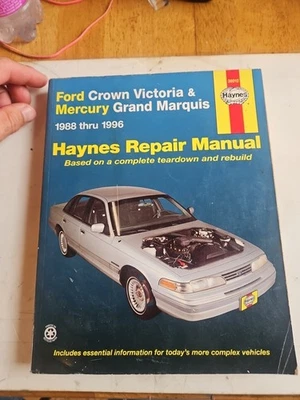 Haynes
Ford Crown Victoria &
Mercury Grand Marquis
1988 thru 1996
Haynes Repair Manual
Based on a complete teardown and rebuild
Includes essential information for today's more complex vehicles